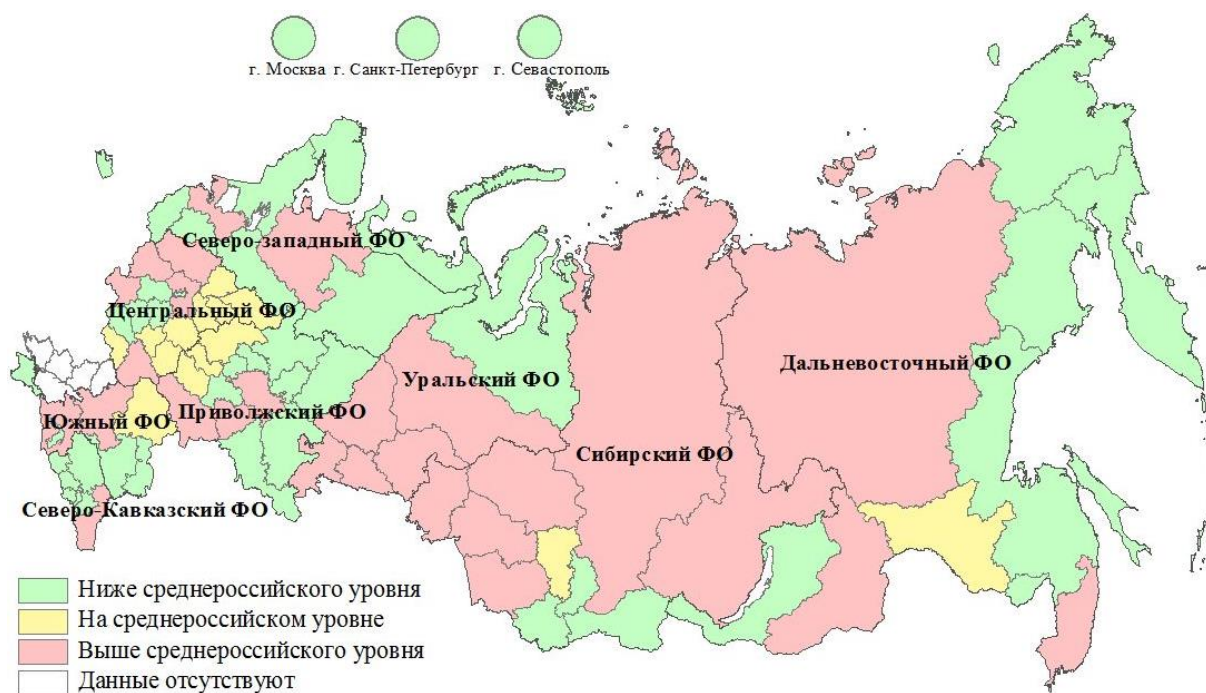 г. Москва г. Санкт-Петербург г. Севастополь
Северо-западный ФО
Центральный ФО
Дальневосточный ФО
Уральский ФО
Южный ФО
Приволжский ФО
Сибирский ФО
Северо-Кавказский ФО
Ниже среднероссийского уровня
На среднероссийском уровне
Выше среднероссийского уровня
Данные отсутствуют